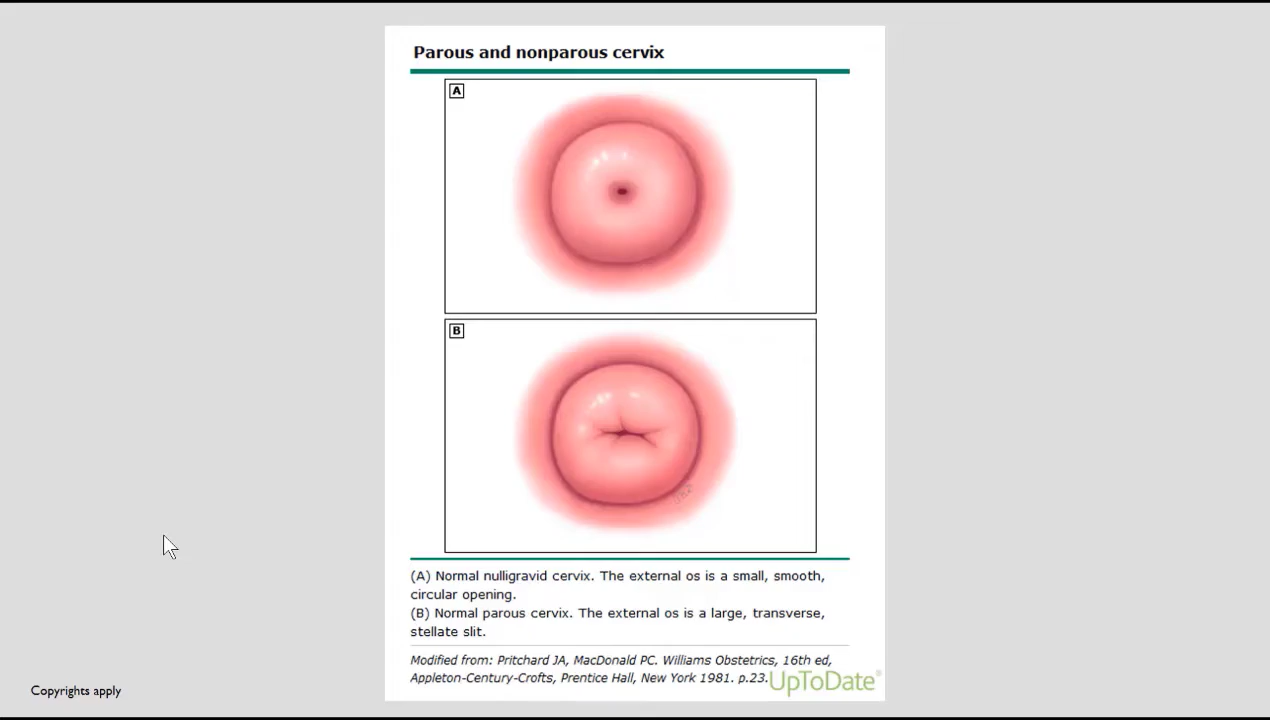 Parous and nonparous cervix
A
B
(A) Normal nulligravid cervix. The external os is a small, smooth,
circular opening.
(B) Normal parous cervix. The external os is a large, transverse,
stellate slit.
Modified from: Pritchard JA, MacDonald PC. Williams Obstetrics, 16th ed,
Appleton-Century-Crofts, Prentice Hall, New York 1981. p.23.
UpToDate®
Copyrights apply